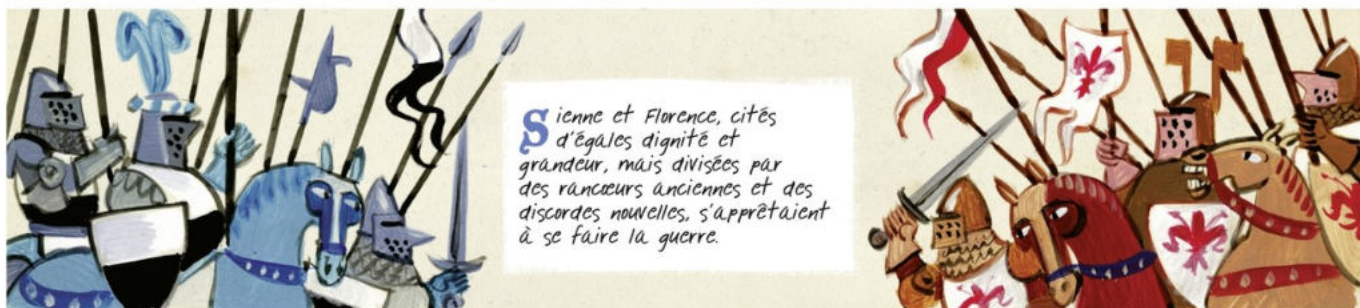 Sienne et Florence, cités
d'égales dignité et
grandeur, mais divisées par
des rancœurs anciennes et des
discordes nouvelles, s'apprêtaient
à se faire la guerre.